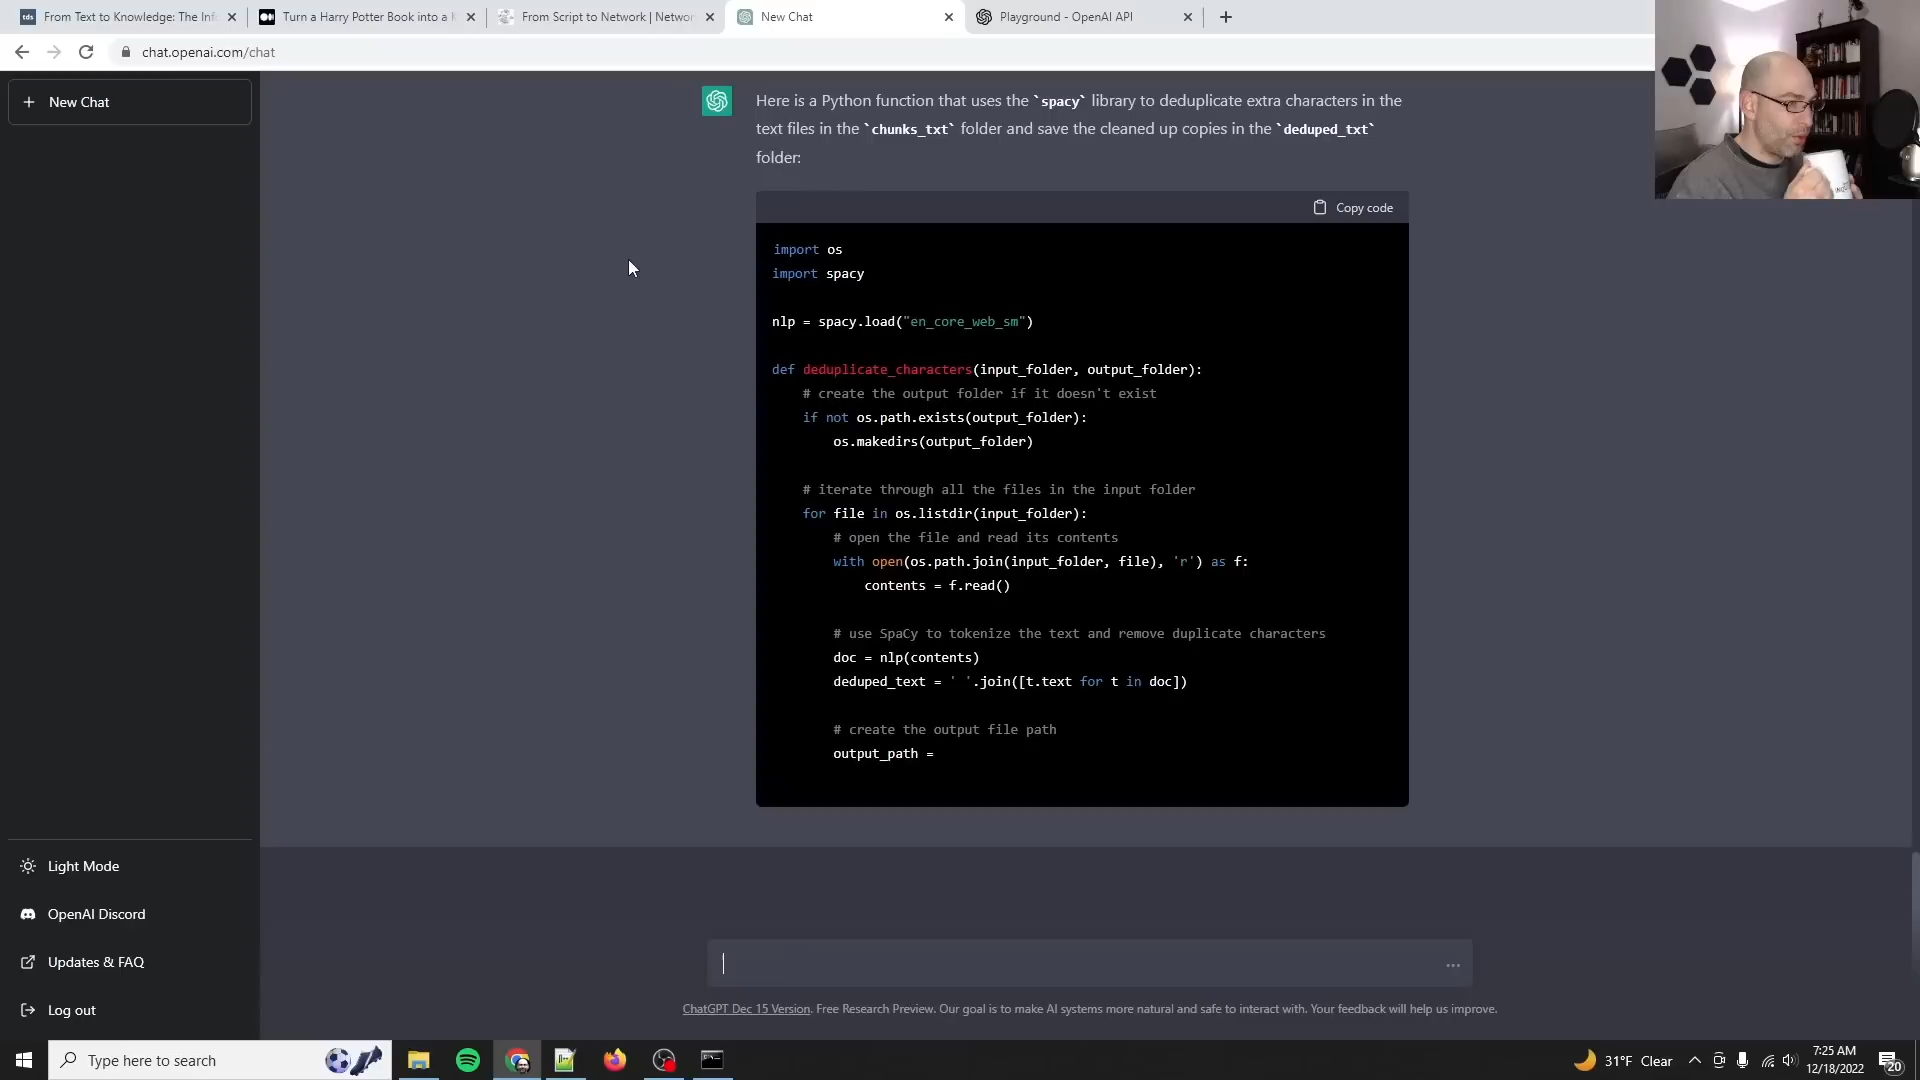 From Text to Knowledge: The Inf
Turn a Harry Potter Book into a K
From Script to Network | Networ
New Chat
Playground - OpenAI API
chat.openai.com/chat
New Chat
Here is a Python function that uses the `spacy` library to deduplicate extra characters in the
text files in the `chunks_txt` folder and save the cleaned up copies in the `deduped_txt`
folder:
Copy code
import os
import spacy
nlp = spacy.load("en_core_web_sm")
def deduplicate_characters(input_folder, output_folder):
# create the output folder if it doesn't exist
if not os.path.exists(output_folder):
os.makedirs(output_folder)
# iterate through all the files in the input folder
for file in os.listdir(input_folder):
# open the file and read its contents
with open(os.path.join(input_folder, file), 'r') as f:
contents = f.read()
# use SpaCy to tokenize the text and remove duplicate characters
doc = nlp(contents)
deduped_text = ' '.join([t.text for t in doc])
# create the output file path
output_path =
Light Mode
OpenAI Discord
Updates & FAQ
Log out
ChatGPT Dec 15 Version. Free Research Preview. Our goal is to make AI systems more natural and safe to interact with. Your feedback will help us improve.
Type here to search
31°F Clear
7:25 AM
12/18/2022
20